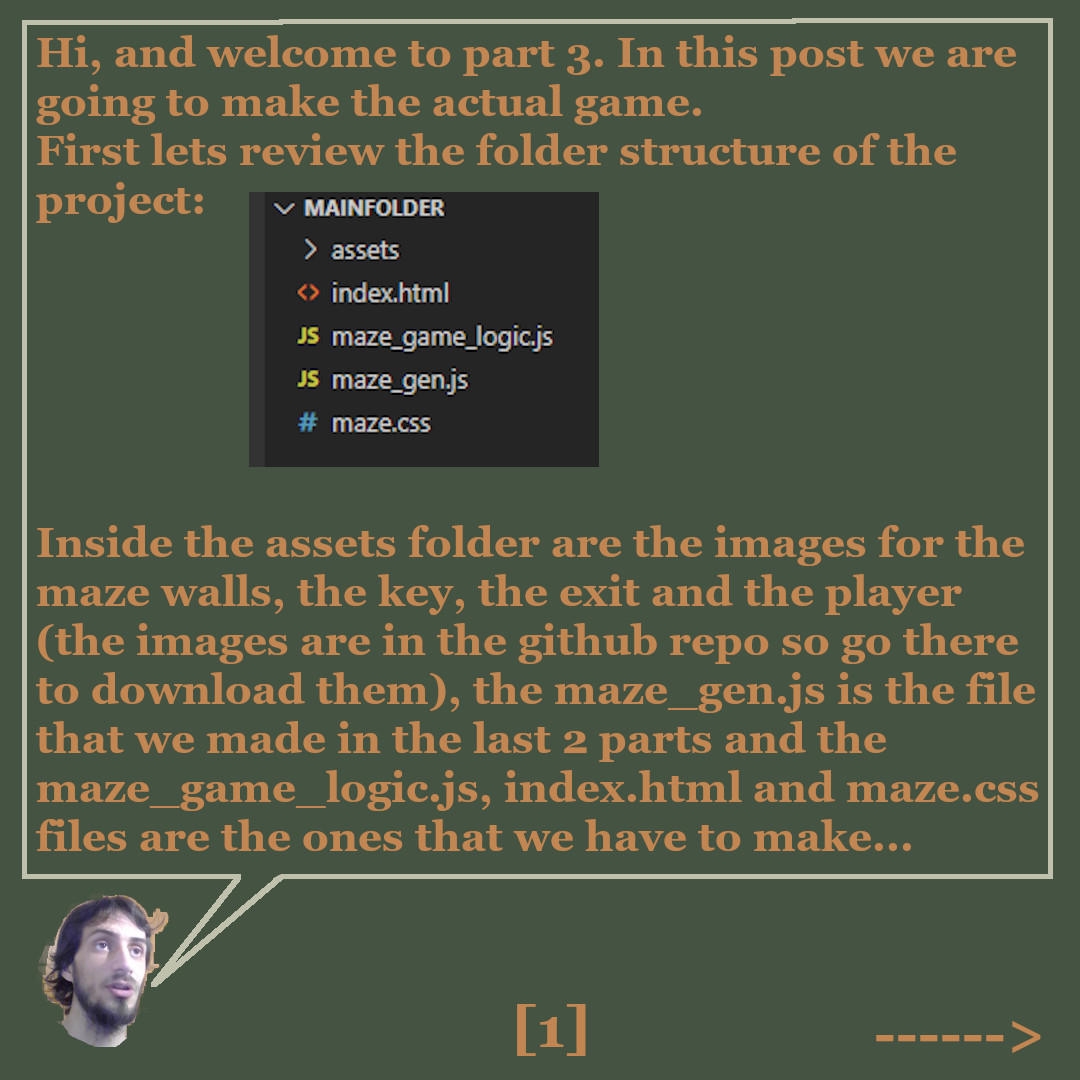 Hi, and welcome to part 3. In this post we are
going to make the actual game.
First lets review the folder structure of the
project:
MAINFOLDER
assets
index.html
JS maze_game_logic.js
JS maze_gen.js
# maze.css
Inside the assets folder are the images for the
maze walls, the key, the exit and the player
(the images are in the github repo so go there
to download them), the maze_gen.js is the file
that we made in the last 2 parts and the
maze_game_logic.js, index.html and maze.css
files are the ones that we have to make...
[1]
------>